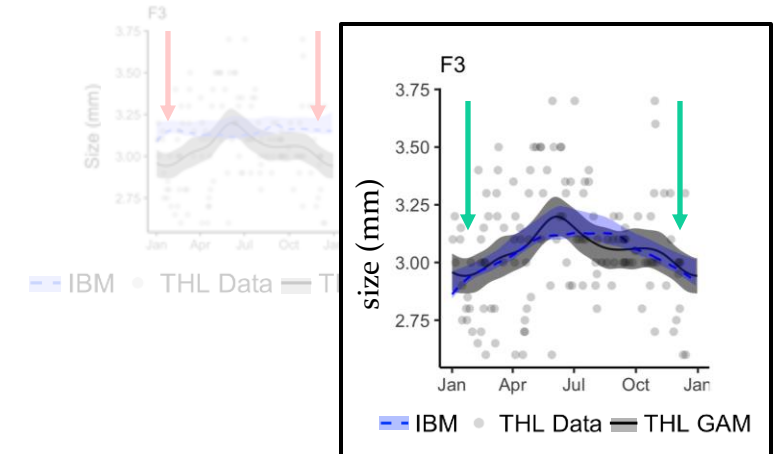 F3
3.75
3.50
3.25
3.00
2.75
Size (mm)
Jan Apr Jul Oct Ja
IBM THL Data T
F3
3.75
3.50
3.25
3.00
2.75
size (mm)
Jan Apr Jul Oct Jan
IBM THL Data THL GAM